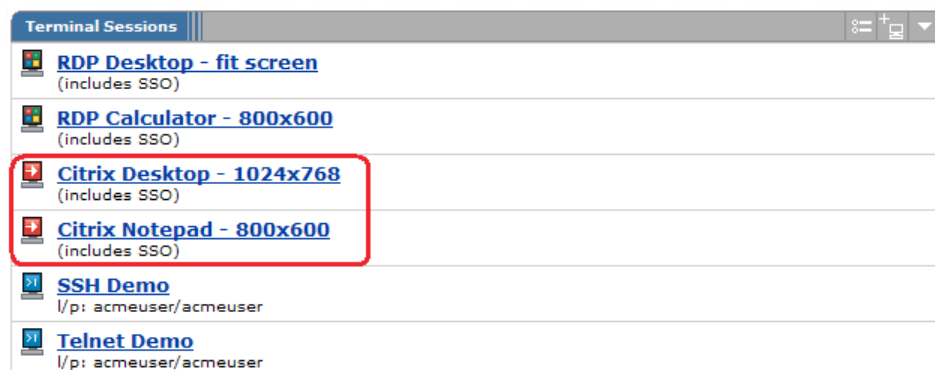 Terminal Sessions
RDP Desktop - fit screen
(includes SSO)
RDP Calculator - 800x600
(includes SSO)
Citrix Desktop - 1024x768
(includes SSO)
Citrix Notepad - 800x600
(includes SSO)
SSH Demo
l/p: acmeuser/acmeuser
Telnet Demo
l/p: acmeuser/acmeuser